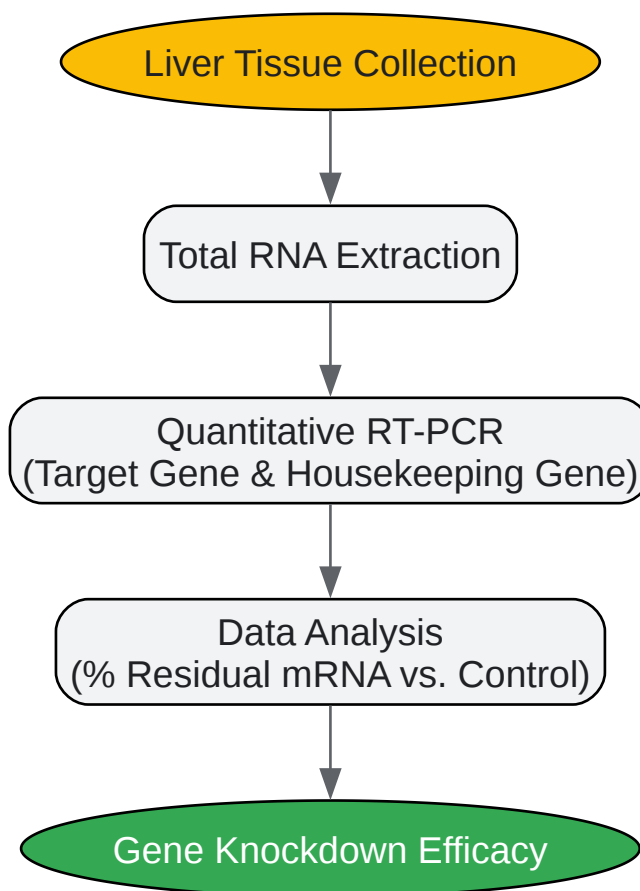 Liver Tissue Collection
Total RNA Extraction
Quantitative RT-PCR
(Target Gene & Housekeeping Gene)
Data Analysis
(% Residual mRNA vs. Control)
Gene Knockdown Efficacy